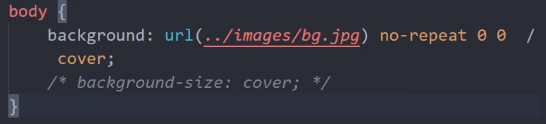 body {
background: url(../images/bg.jpg) no-repeat 0 0  /
cover;
/* background-size: cover; */
}